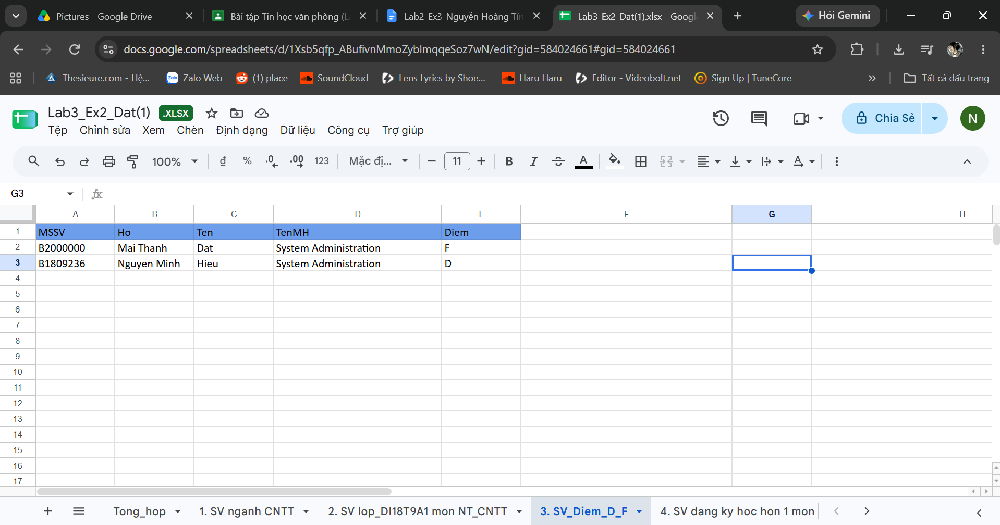 Pictures - Google Drive
Bài tập Tin học văn phòng (L
Lab2_Ex3_Nguyễn Hoàng Tín
Lab3_Ex2_Dat(1).xlsx - Googl
Hỏi Gemini
docs.google.com/spreadsheets/d/1Xsb5qfp_ABufivnMmoZybImqqeSoz7wN/edit?gid=584024661#gid=584024661
Thesieure.com - Hệ...
Zalo
Zalo Web
(1) place
SoundCloud
Lens Lyrics by Shoe...
Haru Haru
Editor - Videobolt.net
Sign Up | TuneCore
Tất cả dấu trang
Lab3_Ex2_Dat(1)
.XLSX
Chia Sẻ
N
Tệp Chỉnh sửa Xem Chèn Định dạng Dữ liệu Công cụ Trợ giúp
100% đ % .0 .00 123 Mặc đị... 11 B I S A A
G3 fx
A B C D E F G H
1 MSSV Ho Ten TenMH Diem
2 B2000000 Mai Thanh Dat System Administration F
3 B1809236 Nguyen Minh Hieu System Administration D
4
5
6
7
8
9
10
11
12
13
14
15
16
17
Tong_hop
1. SV nganh CNTT
2. SV lop_DI18T9A1 mon NT_CNTT
3. SV_Diem_D_F
4. SV dang ky hoc hon 1 mon